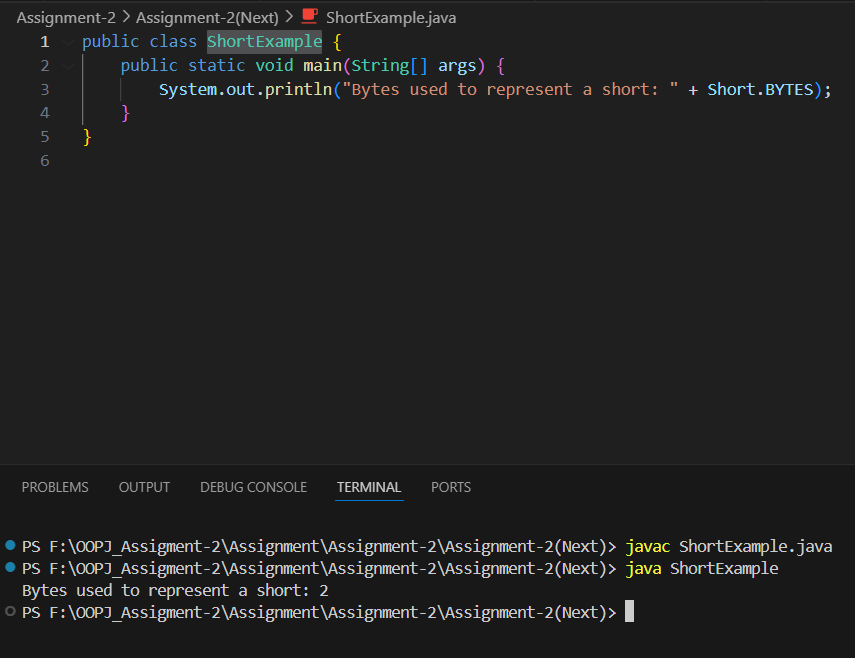 Assignment-2 > Assignment-2(Next) > ShortExample.java
1 public class ShortExample {
2 public static void main(String[] args) {
3 System.out.println("Bytes used to represent a short: " + Short.BYTES);
4 }
5 }
6
PROBLEMS OUTPUT DEBUG CONSOLE TERMINAL PORTS
PS F:\OOPJ_Assigment-2\Assignment\Assignment-2\Assignment-2(Next)> javac ShortExample.java
PS F:\OOPJ_Assigment-2\Assignment\Assignment-2\Assignment-2(Next)> java ShortExample
Bytes used to represent a short: 2
PS F:\OOPJ_Assigment-2\Assignment\Assignment-2\Assignment-2(Next)>